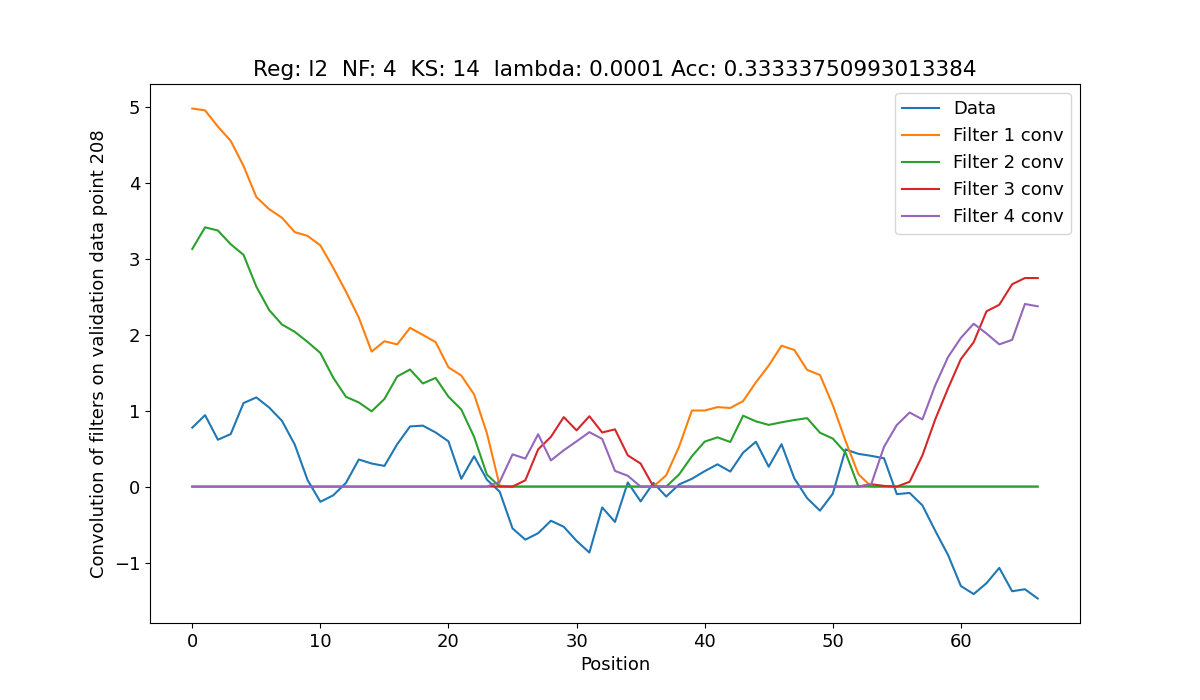 Reg: l2  NF: 4  KS: 14  lambda: 0.0001 Acc: 0.33333750993013384
Convolution of filters on validation data point 208
5
4
3
2
1
0
−1
Data
Filter 1 conv
Filter 2 conv
Filter 3 conv
Filter 4 conv
0 10 20 30 40 50 60
Position